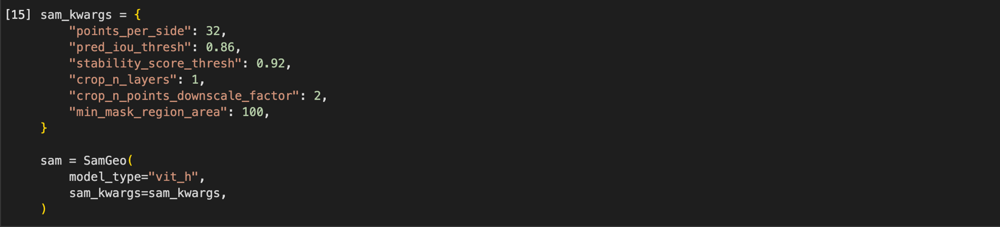 [15] sam_kwargs = {
    "points_per_side": 32,
    "pred_iou_thresh": 0.86,
    "stability_score_thresh": 0.92,
    "crop_n_layers": 1,
    "crop_n_points_downscale_factor": 2,
    "min_mask_region_area": 100,
}
sam = SamGeo(
    model_type="vit_h",
    sam_kwargs=sam_kwargs,
)